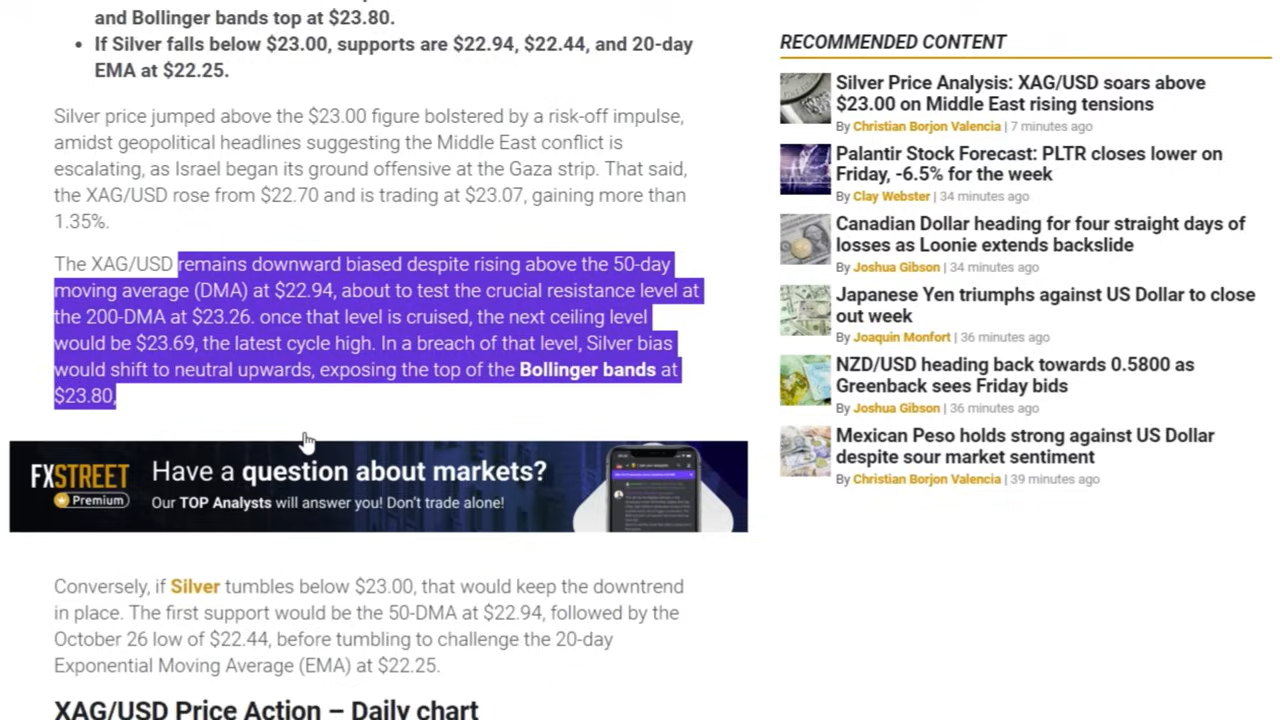 and Bollinger bands top at $23.80.
• If Silver falls below $23.00, supports are $22.94, $22.44, and 20-day
EMA at $22.25.
Silver price jumped above the $23.00 figure bolstered by a risk-off impulse,
amidst geopolitical headlines suggesting the Middle East conflict is
escalating, as Israel began its ground offensive at the Gaza strip. That said,
the XAG/USD rose from $22.70 and is trading at $23.07, gaining more than
1.35%.
The XAG/USD remains downward biased despite rising above the 50-day
moving average (DMA) at $22.94, about to test the crucial resistance level at
the 200-DMA at $23.26. once that level is cruised, the next ceiling level
would be $23.69, the latest cycle high. In a breach of that level, Silver bias
would shift to neutral upwards, exposing the top of the Bollinger bands at
$23.80,
FXSTREET
Premium
Have a question about markets?
Our TOP Analysts will answer you! Don't trade alone!
Conversely, if Silver tumbles below $23.00, that would keep the downtrend
in place. The first support would be the 50-DMA at $22.94, followed by the
October 26 low of $22.44, before tumbling to challenge the 20-day
Exponential Moving Average (EMA) at $22.25.
XAG/USD Price Action – Daily chart
RECOMMENDED CONTENT
Silver Price Analysis: XAG/USD soars above
$23.00 on Middle East rising tensions
By Christian Borjon Valencia | 7 minutes ago
Palantir Stock Forecast: PLTR closes lower on
Friday, -6.5% for the week
By Clay Webster | 34 minutes ago
Canadian Dollar heading for four straight days of
losses as Loonie extends backslide
By Joshua Gibson | 34 minutes ago
Japanese Yen triumphs against US Dollar to close
out week
By Joaquin Monfort | 36 minutes ago
NZD/USD heading back towards 0.5800 as
Greenback sees Friday bids
By Joshua Gibson | 36 minutes ago
Mexican Peso holds strong against US Dollar
despite sour market sentiment
By Christian Borjon Valencia | 39 minutes ago